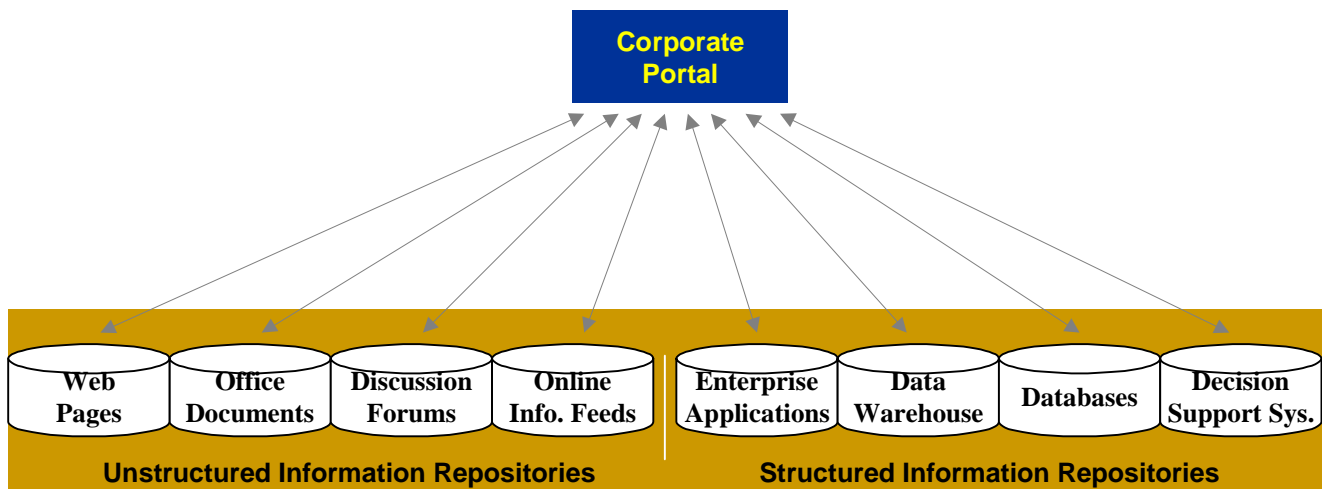 Corporate
Portal
Web
Pages
Office
Documents
Discussion
Forums
Online
Info. Feeds
Enterprise
Applications
Data
Warehouse
Databases
Decision
Support Sys.
Unstructured Information Repositories
Structured Information Repositories